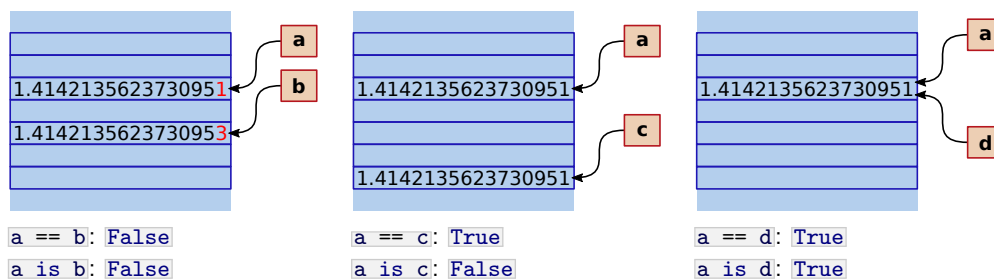 a
1.4142135623730951
b
1.4142135623730953
a == b: False
a is b: False
a
1.4142135623730951
c
1.4142135623730951
a == c: True
a is c: False
a
1.4142135623730951
d
a == d: True
a is d: True